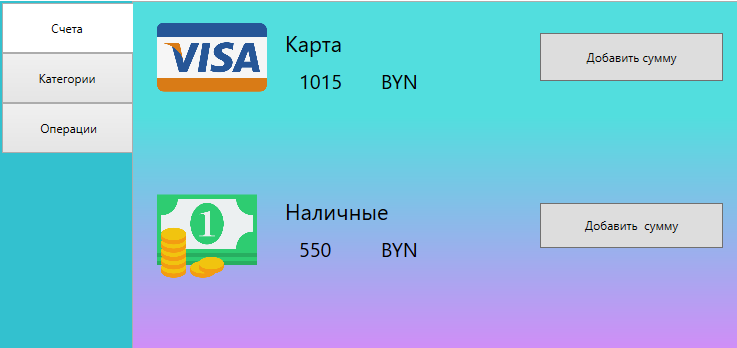 Счета
Категории
Операции
VISA
Карта
1015 BYN
Добавить сумму
1
Наличные
550 BYN
Добавить сумму